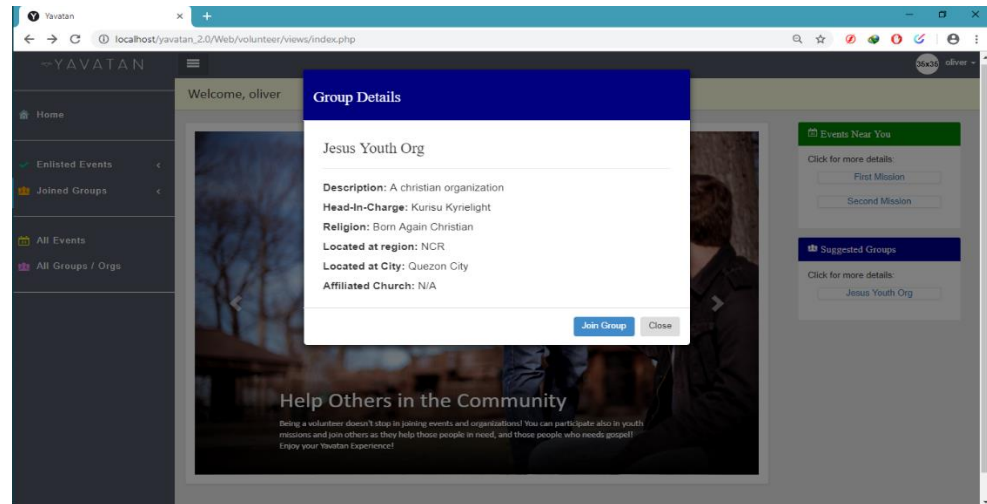 Yavatan
localhost/yavatan_2.0/Web/volunteer/views/index.php
YAVATAN
36x36 oliver
Welcome, oliver
Home
Enlisted Events
Joined Groups
All Events
All Groups / Orgs
Group Details
Jesus Youth Org
Description: A christian organization
Head-In-Charge: Kurisu Kyrielight
Religion: Born Again Christian
Located at region: NCR
Located at City: Quezon City
Affiliated Church: N/A
Join Group Close
Help Others in the Community
Being a volunteer doesn't stop in joining events and organizations! You can participate also in youth
missions and join others as they help those people in need, and those people who needs gospel!
Enjoy your Yavatan Experience!
Events Near You
Click for more details:
First Mission
Second Mission
Suggested Groups
Click for more details:
Jesus Youth Org